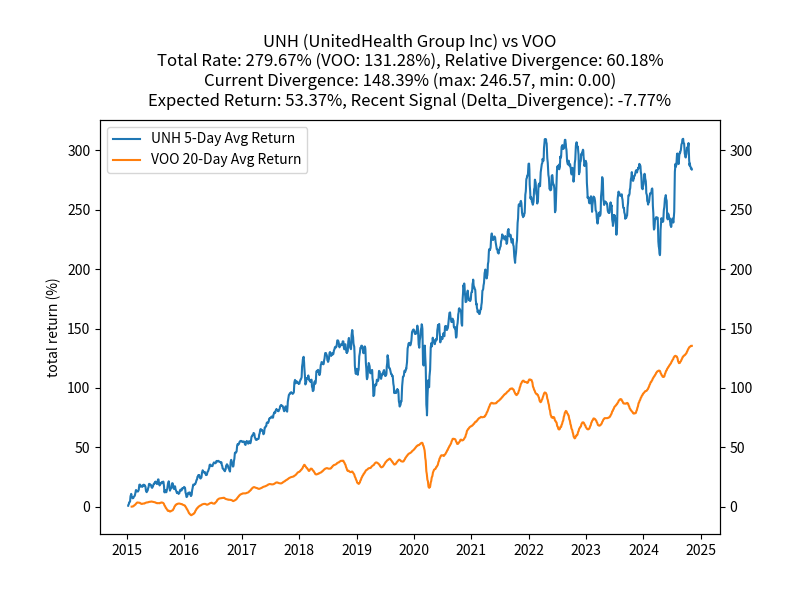 UNH (UnitedHealth Group Inc) vs VOO
Total Rate: 279.67% (VOO: 131.28%), Relative Divergence: 60.18%
Current Divergence: 148.39% (max: 246.57, min: 0.00)
Expected Return: 53.37%, Recent Signal (Delta_Divergence): -7.77%
UNH 5-Day Avg Return
VOO 20-Day Avg Return
total return (%)
300
250
200
150
100
50
0
300
250
200
150
100
50
0
2015 2016 2017 2018 2019 2020 2021 2022 2023 2024 2025